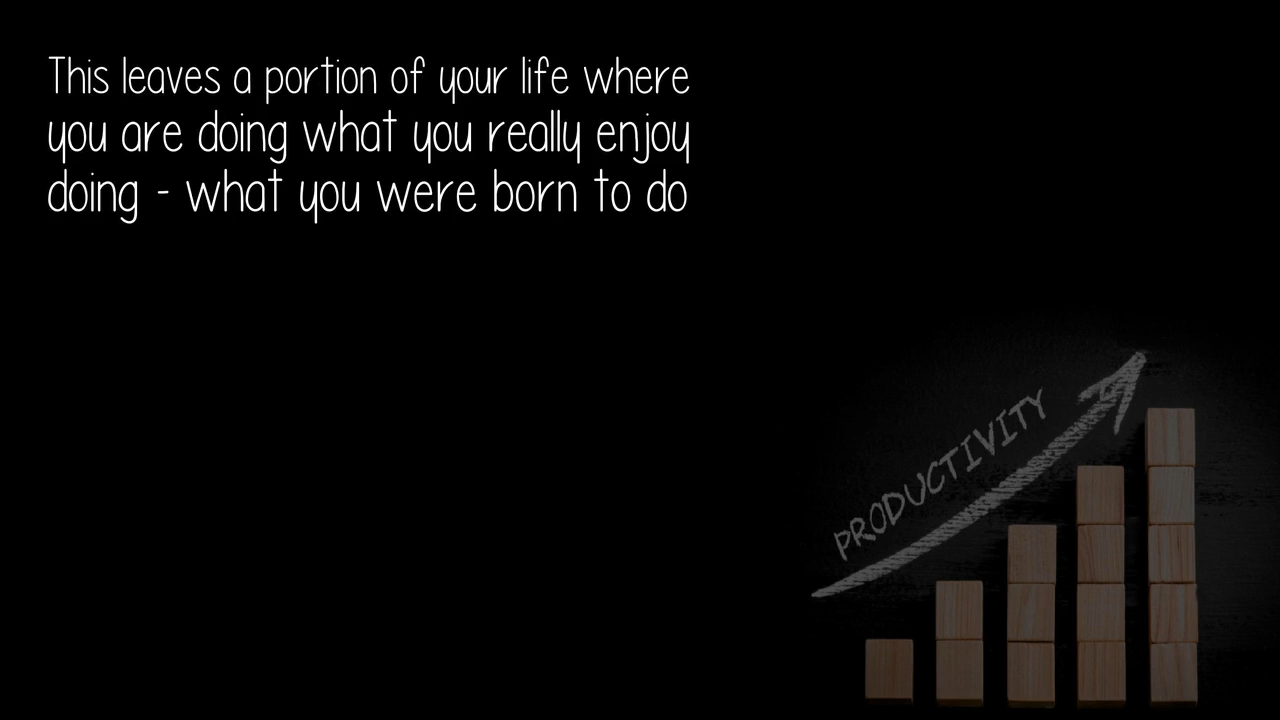 This leaves a portion of your life where
you are doing what you really enjoy
doing - what you were born to do
PRODUCTIVITY